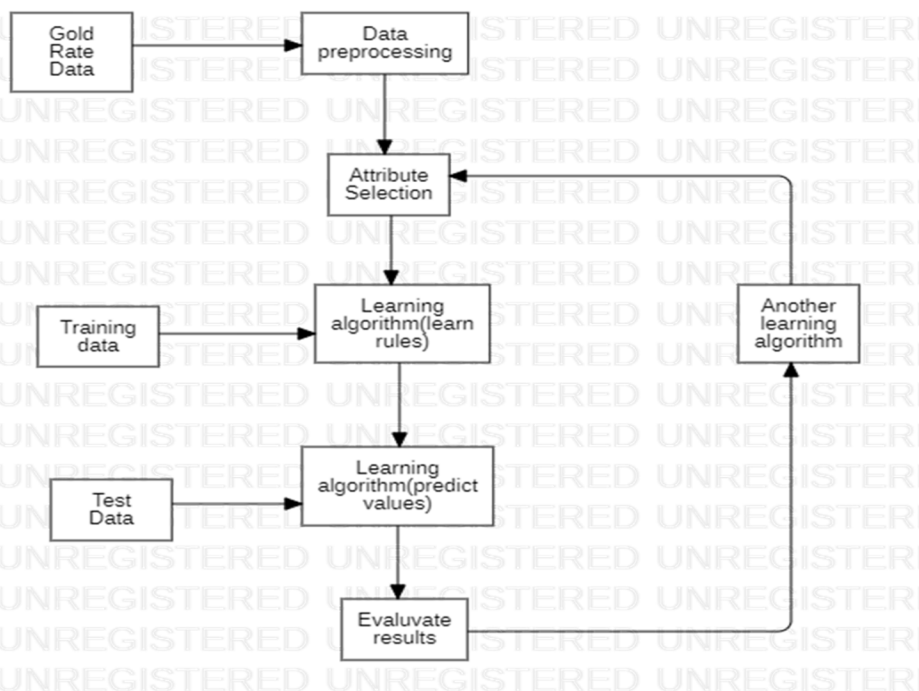 Gold
Rate
Data
Data
preprocessing
Attribute
Selection
Learning
algorithm(learn
rules)
Training
data
Another
learning
algorithm
Learning
algorithm(predict
values)
Test
Data
Evaluvate
results
UNREGISTERED